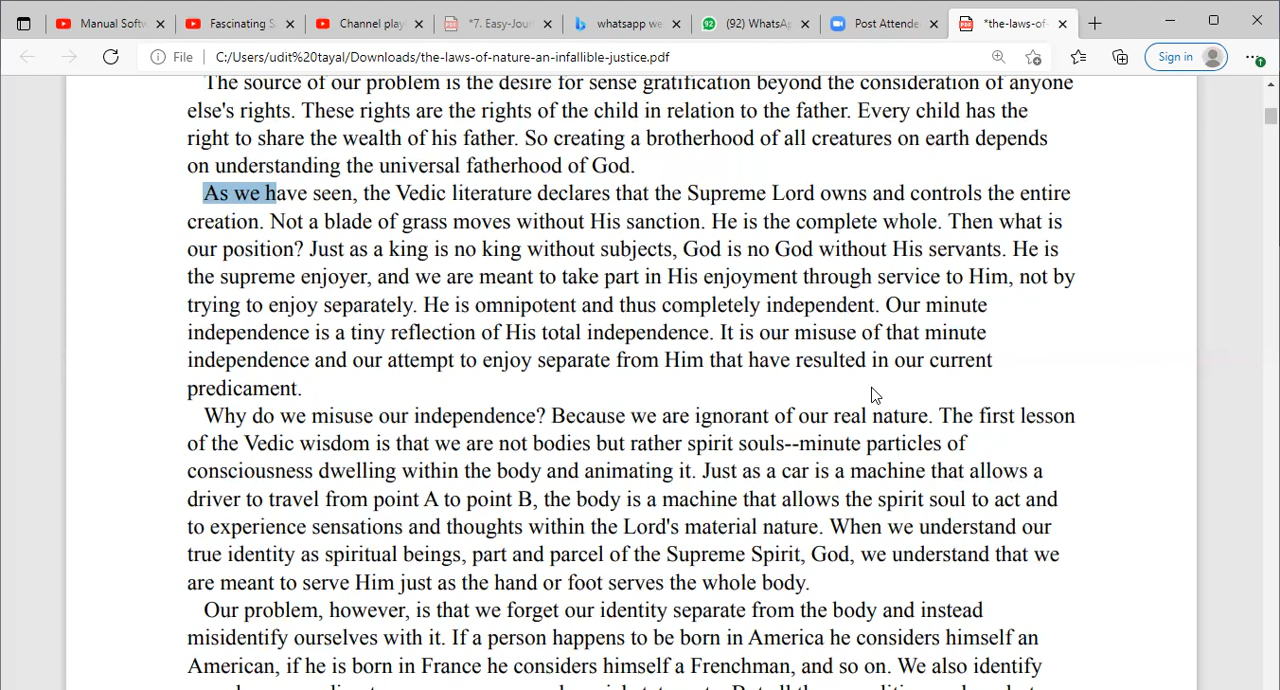 Manual Softw
Fascinating S
Channel play
*7. Easy-Jour
whatsapp we
(92) WhatsAp
Post Attende
*the-laws-of-
File
C:/Users/udit%20tayal/Downloads/the-laws-of-nature-an-infallible-justice.pdf
Sign in
The source of our problem is the desire for sense gratification beyond the consideration of anyone
else's rights. These rights are the rights of the child in relation to the father. Every child has the
right to share the wealth of his father. So creating a brotherhood of all creatures on earth depends
on understanding the universal fatherhood of God.
As we have seen, the Vedic literature declares that the Supreme Lord owns and controls the entire
creation. Not a blade of grass moves without His sanction. He is the complete whole. Then what is
our position? Just as a king is no king without subjects, God is no God without His servants. He is
the supreme enjoyer, and we are meant to take part in His enjoyment through service to Him, not by
trying to enjoy separately. He is omnipotent and thus completely independent. Our minute
independence is a tiny reflection of His total independence. It is our misuse of that minute
independence and our attempt to enjoy separate from Him that have resulted in our current
predicament.
Why do we misuse our independence? Because we are ignorant of our real nature. The first lesson
of the Vedic wisdom is that we are not bodies but rather spirit souls--minute particles of
consciousness dwelling within the body and animating it. Just as a car is a machine that allows a
driver to travel from point A to point B, the body is a machine that allows the spirit soul to act and
to experience sensations and thoughts within the Lord's material nature. When we understand our
true identity as spiritual beings, part and parcel of the Supreme Spirit, God, we understand that we
are meant to serve Him just as the hand or foot serves the whole body.
Our problem, however, is that we forget our identity separate from the body and instead
misidentify ourselves with it. If a person happens to be born in America he considers himself an
American, if he is born in France he considers himself a Frenchman, and so on. We also identify